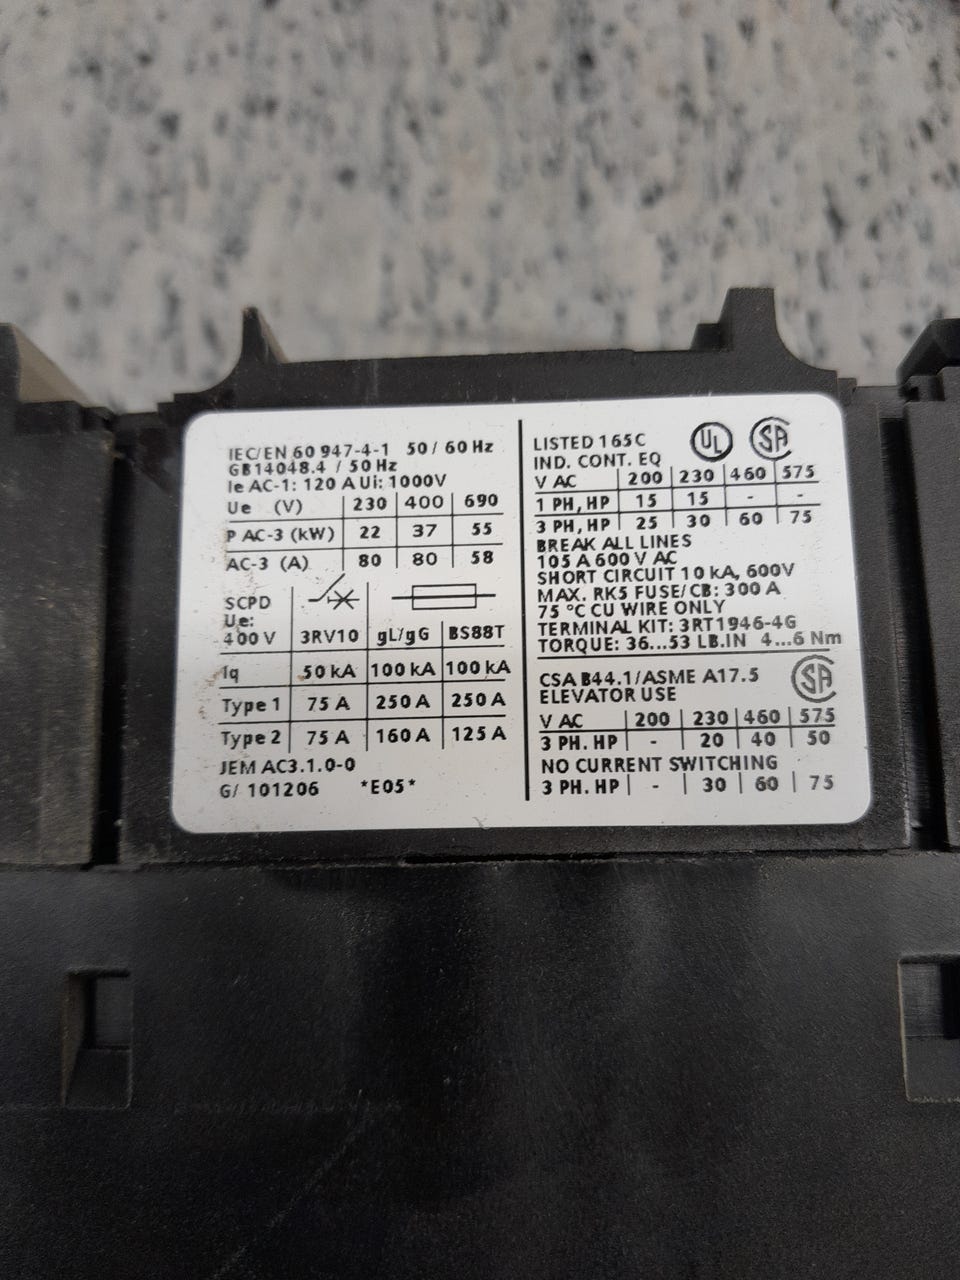 IEC/EN 60 947-4-1 50 / 60 Hz
GB14048.4 / 50 Hz
Ie AC-1: 120 A Ui: 1000V
Ue (V) 230 400 690
P AC-3 (kW) 22 37 55
AC-3 (A) 80 80 58
SCPD
Ue:
400 V 3RV10 gL/gG BS88T
Iq 50 kA 100 kA 100 kA
Type 1 75 A 250 A 250 A
Type 2 75 A 160 A 125 A
JEM AC3.1.0-0
G/ 101206 *E05*
LISTED 165C UL SA
IND. CONT. EQ
V AC 200 230 460 575
1 PH, HP 15 15 - -
3 PH, HP 25 30 60 75
BREAK ALL LINES
105 A 600 V AC
SHORT CIRCUIT 10 kA, 600V
MAX. RK5 FUSE/CB: 300 A
75 °C CU WIRE ONLY
TERMINAL KIT: 3RT1946-4G
TORQUE: 36...53 LB.IN 4...6 Nm
CSA B44.1/ASME A17.5 SA
ELEVATOR USE
V AC 200 230 460 575
3 PH. HP - 20 40 50
NO CURRENT SWITCHING
3 PH. HP - 30 60 75